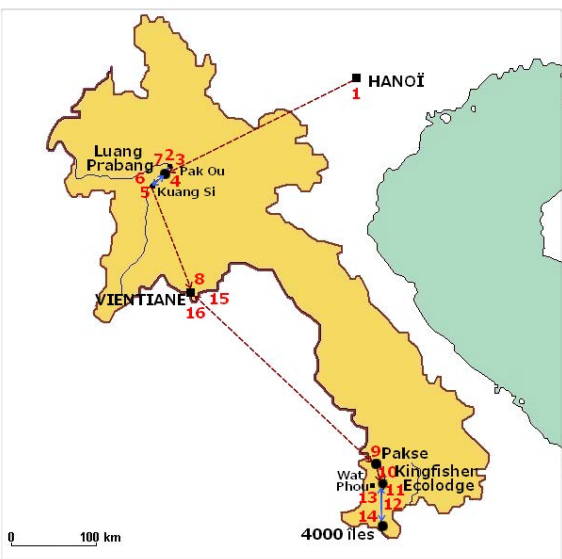 HANOÏ
1
Luang
Prabang
7 2 3
Pak Ou
6 4
5 Kuang Si
8
VIENTIANE 15
16
9 Pakse
10 Kingfisher
Ecolodge
Wat
Phou
11
13 12
14
4000 îles
0 100 km